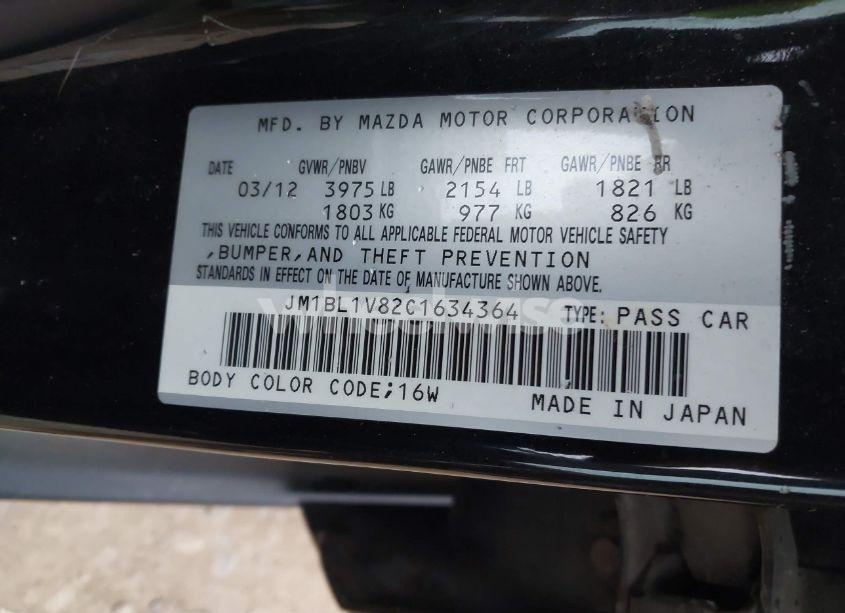 MFD. BY MAZDA MOTOR CORPORATION
DATE GVWR/PNBV GAWR/PNBE FRT GAWR/PNBE RR
03/12 3975 LB 2154 LB 1821 LB
1803 KG 977 KG 826 KG
THIS VEHICLE CONFORMS TO ALL APPLICABLE FEDERAL MOTOR VEHICLE SAFETY
,BUMPER,AND THEFT PREVENTION
STANDARDS IN EFFECT ON THE DATE OF MANUFACTURE SHOWN ABOVE.
JM1BL1V82C1634364 TYPE: PASS CAR
BODY COLOR CODE;16W MADE IN JAPAN